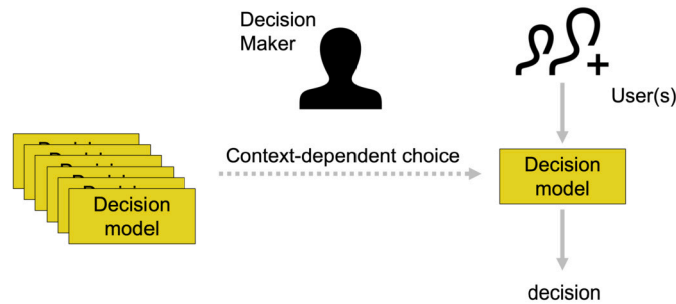 Decision
Maker
User(s)
Context-dependent choice
Decision
model
Decision
model
decision